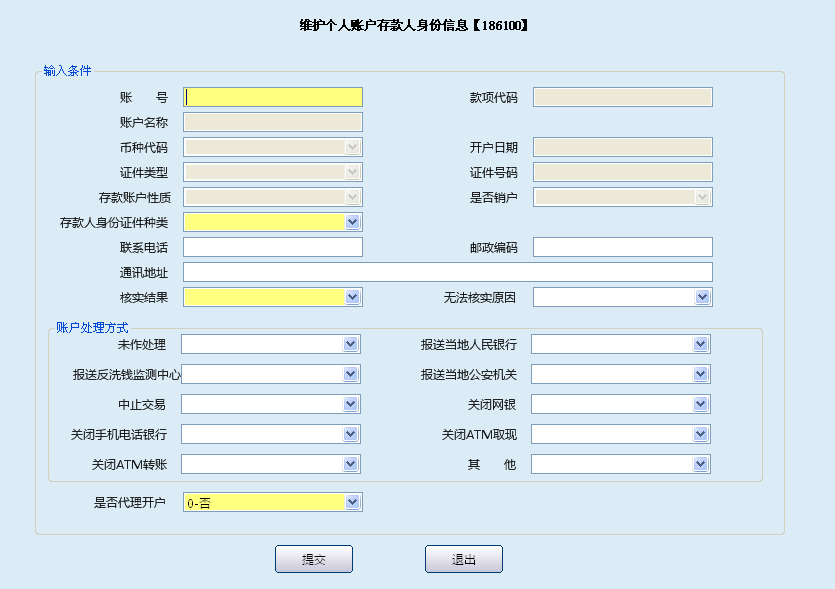 维护个人账户存款人身份信息【186100】
输入条件
账 号 款项代码
账户名称
币种代码 开户日期
证件类型 证件号码
存款账户性质 是否销户
存款人身份证件种类
联系电话 邮政编码
通讯地址
核实结果 无法核实原因
账户处理方式
未作处理 报送当地人民银行
报送反洗钱监测中心 报送当地公安机关
中止交易 关闭网银
关闭手机电话银行 关闭ATM取现
关闭ATM转账 其 他
是否代理开户 0-否
提交 退出